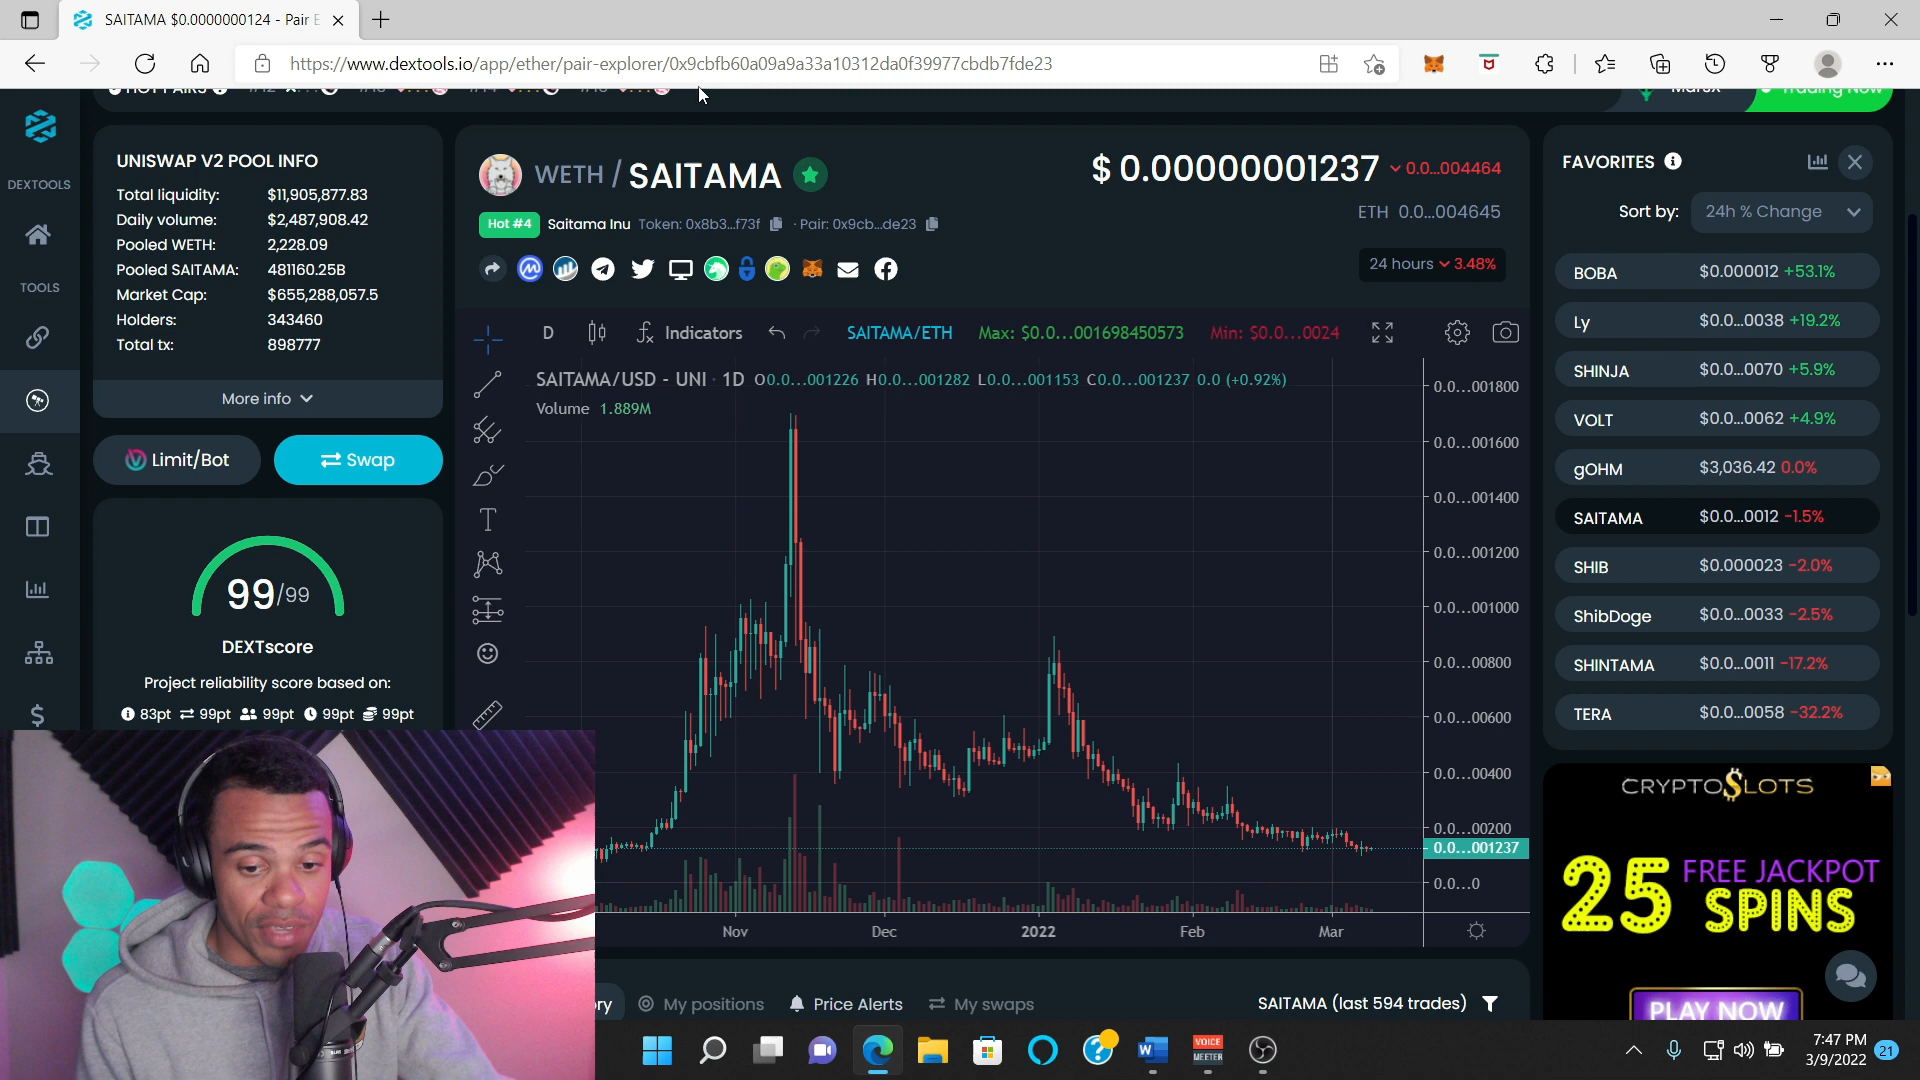 SAITAMA $0.0000000124 - Pair E
https://www.dextools.io/app/ether/pair-explorer/0x9cbfb60a09a9a33a10312da0f39977cbdb7fde23
DEXTOOLS
TOOLS
UNISWAP V2 POOL INFO
Total liquidity: $11,905,877.83
Daily volume: $2,487,908.42
Pooled WETH: 2,228.09
Pooled SAITAMA: 481160.25B
Market Cap: $655,288,057.5
Holders: 343460
Total tx: 898777
More info
Limit/Bot
Swap
99/99
DEXTscore
Project reliability score based on:
83pt 99pt 99pt 99pt 99pt
WETH / SAITAMA
$ 0.00000001237 0.0...004464
ETH 0.0...004645
Hot #4 Saitama Inu Token: 0x8b3...f73f · Pair: 0x9cb...de23
24 hours 3.48%
D Indicators SAITAMA/ETH Max: $0.0...001698450573 Min: $0.0...0024
SAITAMA/USD - UNI · 1D O0.0...001226 H0.0...001282 L0.0...001153 C0.0...001237 0.0 (+0.92%)
Volume 1.889M
0.0...001800
0.0...001600
0.0...001400
0.0...001200
0.0...001000
0.0...00800
0.0...00600
0.0...00400
0.0...00200
0.0...001237
0.0...0
Nov Dec 2022 Feb Mar
My positions Price Alerts My swaps SAITAMA (last 594 trades)
Trading Now
FAVORITES
Sort by: 24h % Change
BOBA $0.000012 +53.1%
Ly $0.0...0038 +19.2%
SHINJA $0.0...0070 +5.9%
VOLT $0.0...0062 +4.9%
gOHM $3,036.42 0.0%
SAITAMA $0.0...0012 -1.5%
SHIB $0.000023 -2.0%
ShibDoge $0.0...0033 -2.5%
SHINTAMA $0.0...0011 -17.2%
TERA $0.0...0058 -32.2%
CRYPTO$LOTS
25 FREE JACKPOT
SPINS
PLAY NOW
VOICE
MEETER
7:47 PM
3/9/2022
21